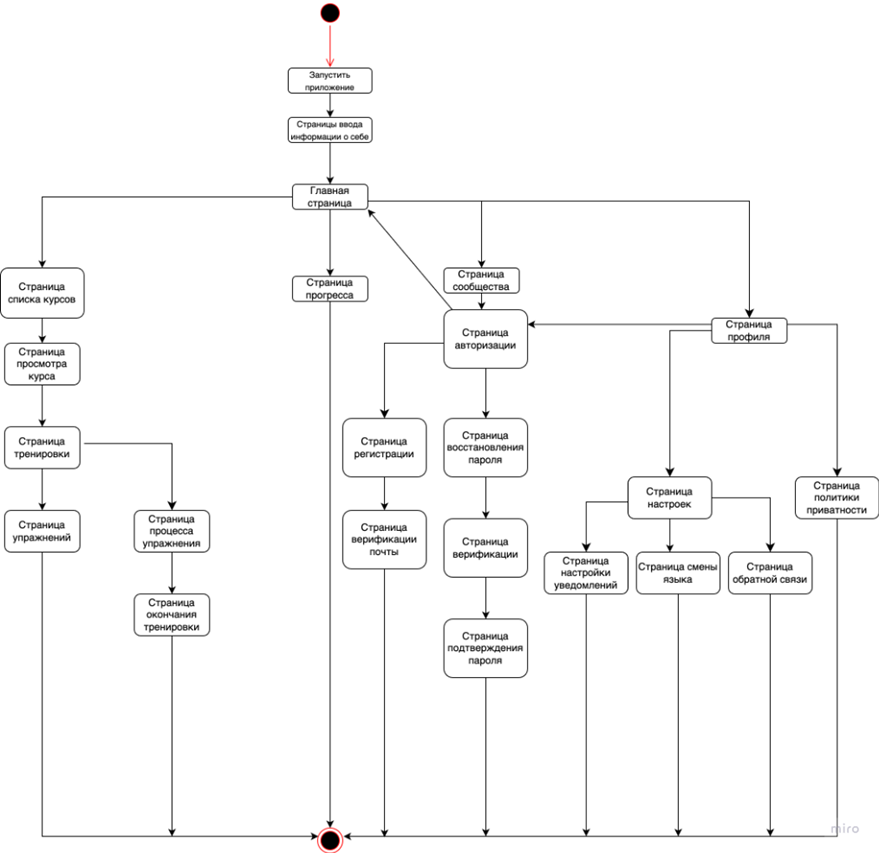 Запустить
приложение
Страницы ввода
информации о себе
Главная
страница
Страница
списка курсов
Страница
прогресса
Страница
сообщества
Страница
авторизации
Страница
профиля
Страница
просмотра
курса
Страница
тренировки
Страница
регистрации
Страница
восстановления
пароля
Страница
настроек
Страница
политики
приватности
Страница
упражнений
Страница
процесса
упражнения
Страница
верификации
почты
Страница
верификации
Страница
настройки
уведомлений
Страница смены
языка
Страница
обратной связи
Страница
окончания
тренировки
Страница
подтверждения
пароля
miro